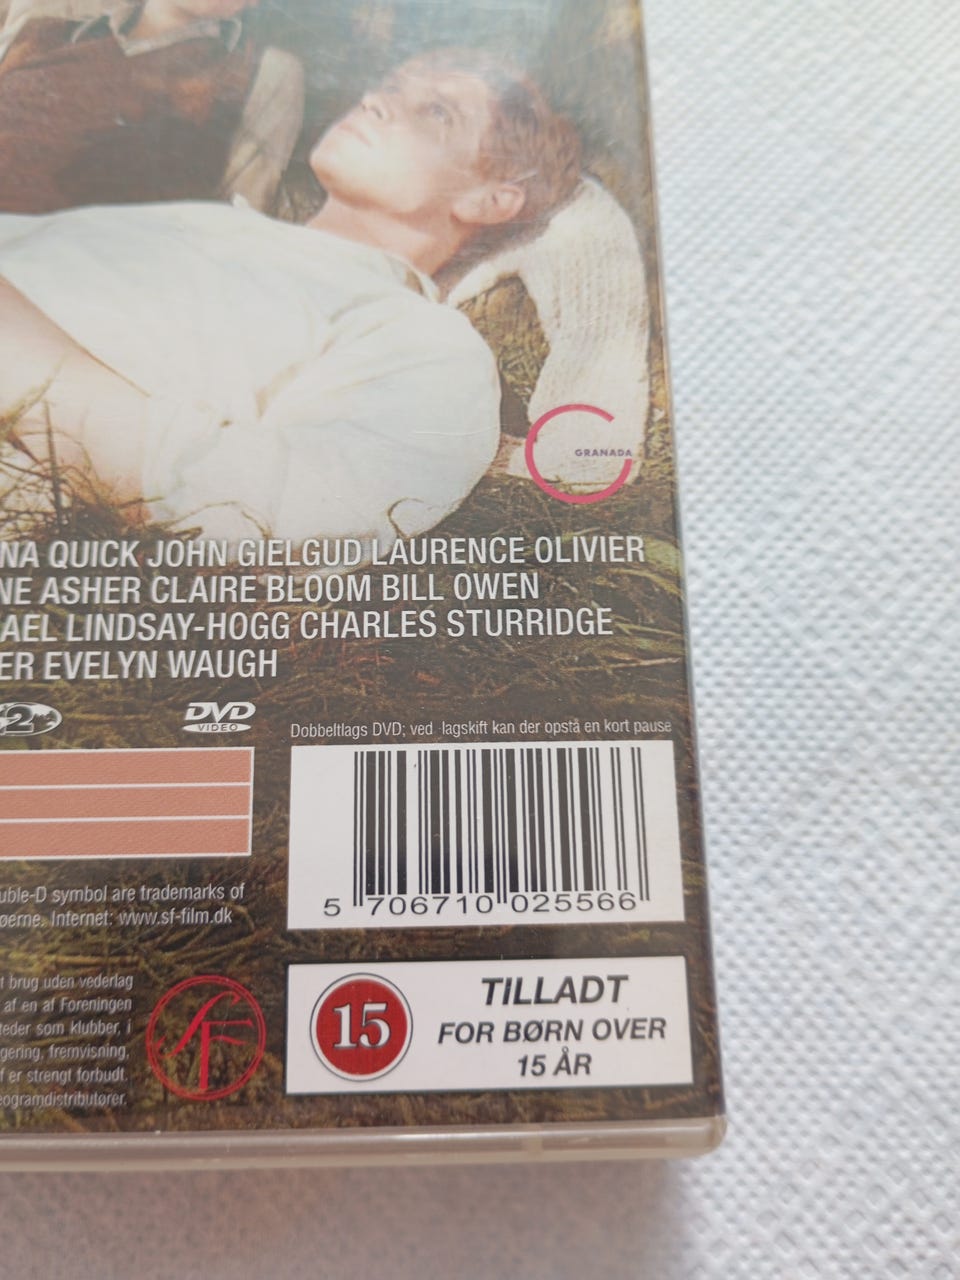 GRANADA
NA QUICK JOHN GIELGUD LAURENCE OLIVIER
NE ASHER CLAIRE BLOOM BILL OWEN
AEL LINDSAY-HOGG CHARLES STURRIDGE
ER EVELYN WAUGH
2
DVD
VIDEO
Dobbeltlags DVD; ved lagskift kan der opstå en kort pause
5 706710 025566
uble-D symbol are trademarks of
øerne. Internet: www.sf-film.dk
t brug uden vederlag
af en af Foreningen
teder som klubber, i
gering, fremvisning,
f er strengt forbudt.
eogramdistributører.
SF
15
TILLADT
FOR BØRN OVER
15 ÅR